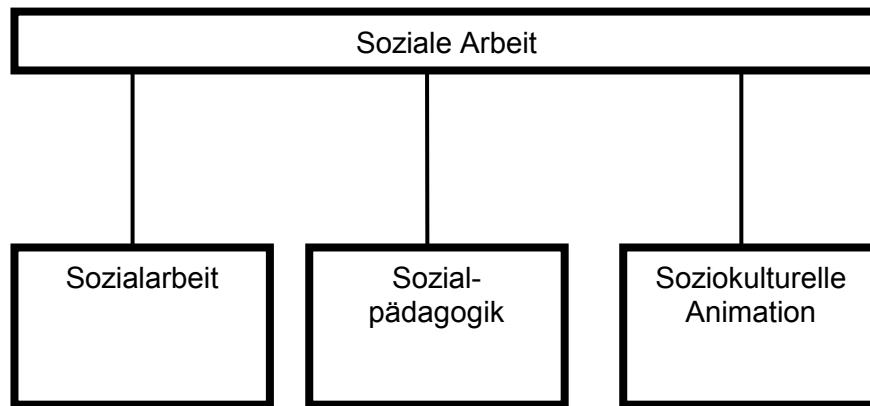 Soziale Arbeit
Sozialarbeit
Sozial-
pädagogik
Soziokulturelle
Animation